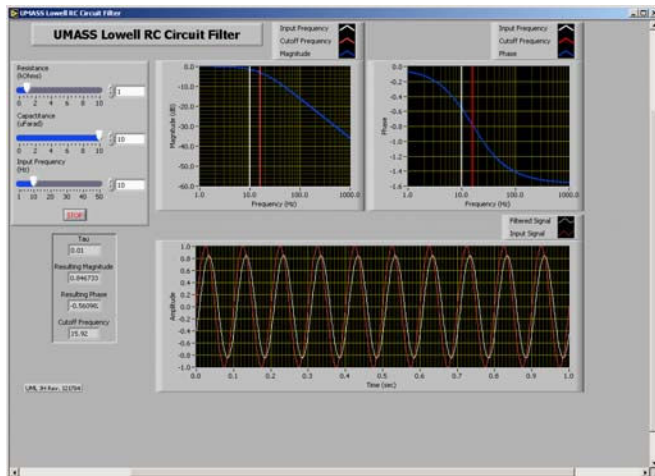 UMASS Lowell RC Circuit Filter
UMASS Lowell RC Circuit Filter
Resistance
(kOhms)
0 2 4 6 8 10
1
Capacitance
(uFarad)
0 2 4 6 8 10
10
Input Frequency
(Hz)
1 10 20 30 40 50
10
STOP
Tau
0.01
Resulting Magnitude
0.846733
Resulting Phase
Cutoff Frequency
15.92
Input Frequency
Cutoff Frequency
Magnitude
Magnitude (dB)
0.0
-10.0
-20.0
-30.0
-40.0
-50.0
-60.0
1.0 10.0 100.0 1000.0
Frequency (Hz)
Input Frequency
Cutoff Frequency
Phase
Phase
0.0
-0.2
-0.4
-0.6
-0.8
-1.0
-1.2
-1.4
-1.6
1.0 10.0 100.0 1000.0
Frequency (Hz)
Filtered Signal
Input Signal
Amplitude
1.0
0.8
0.6
0.4
0.2
0.0
-0.2
-0.4
-0.6
-0.8
-1.0
0.0 0.1 0.2 0.3 0.4 0.5 0.6 0.7 0.8 0.9 1.0
Time (sec)